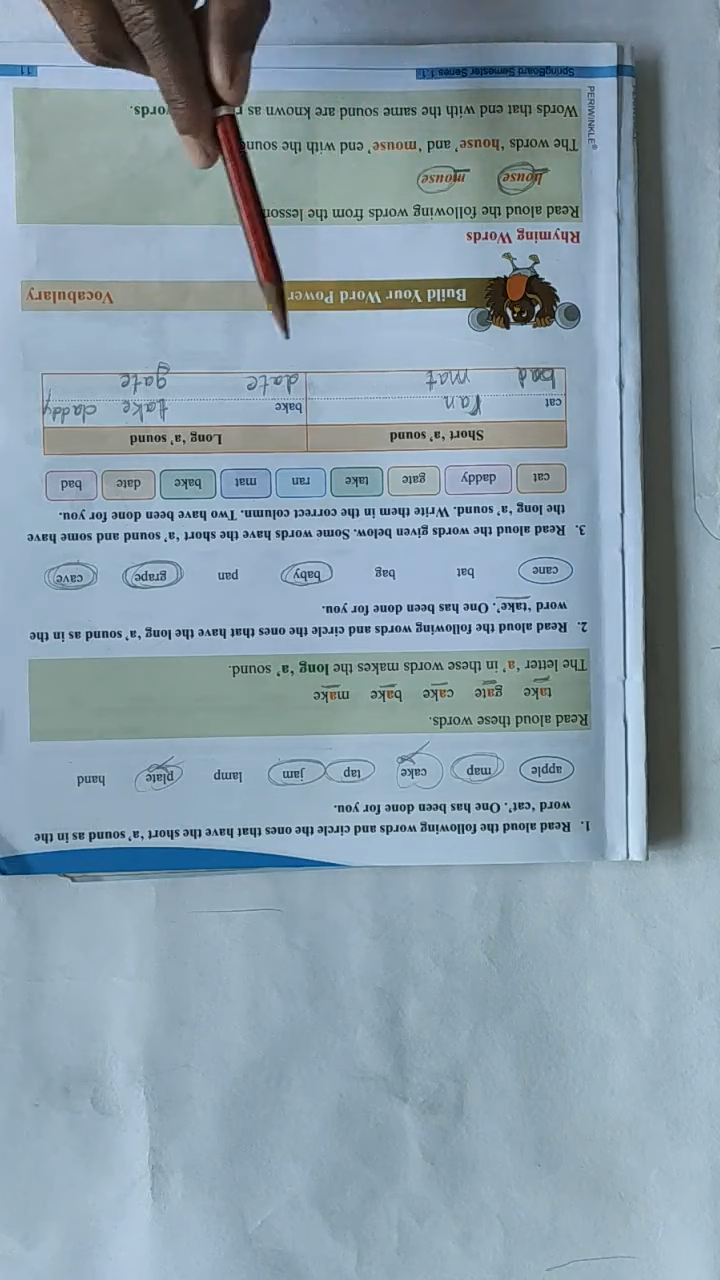 1. Read aloud the following words and circle the ones that have the short 'a' sound as in the
word 'cat'. One has been done for you.
apple map cake tap jam lamp plate hand
Read aloud these words.
take gate cake bake make
The letter 'a' in these words makes the long 'a' sound.
2. Read aloud the following words and circle the ones that have the long 'a' sound as in the
word 'take'. One has been done for you.
cane bat bag baby pan grape cave
3. Read aloud the words given below. Some words have the short 'a' sound and some have
the long 'a' sound. Write them in the correct column. Two have been done for you.
cat daddy gate take ran mat bake date bad
Short 'a' sound Long 'a' sound
cat ran bake take daddy
bad mat date gate
Build Your Word Power Vocabulary
Rhyming Words
Read aloud the following words from the lesson
house mouse
The words 'house' and 'mouse' end with the
Words that end with the same sound are known as words.
PERIWINKLE®
SpringBoard Semester Series 1.1
11